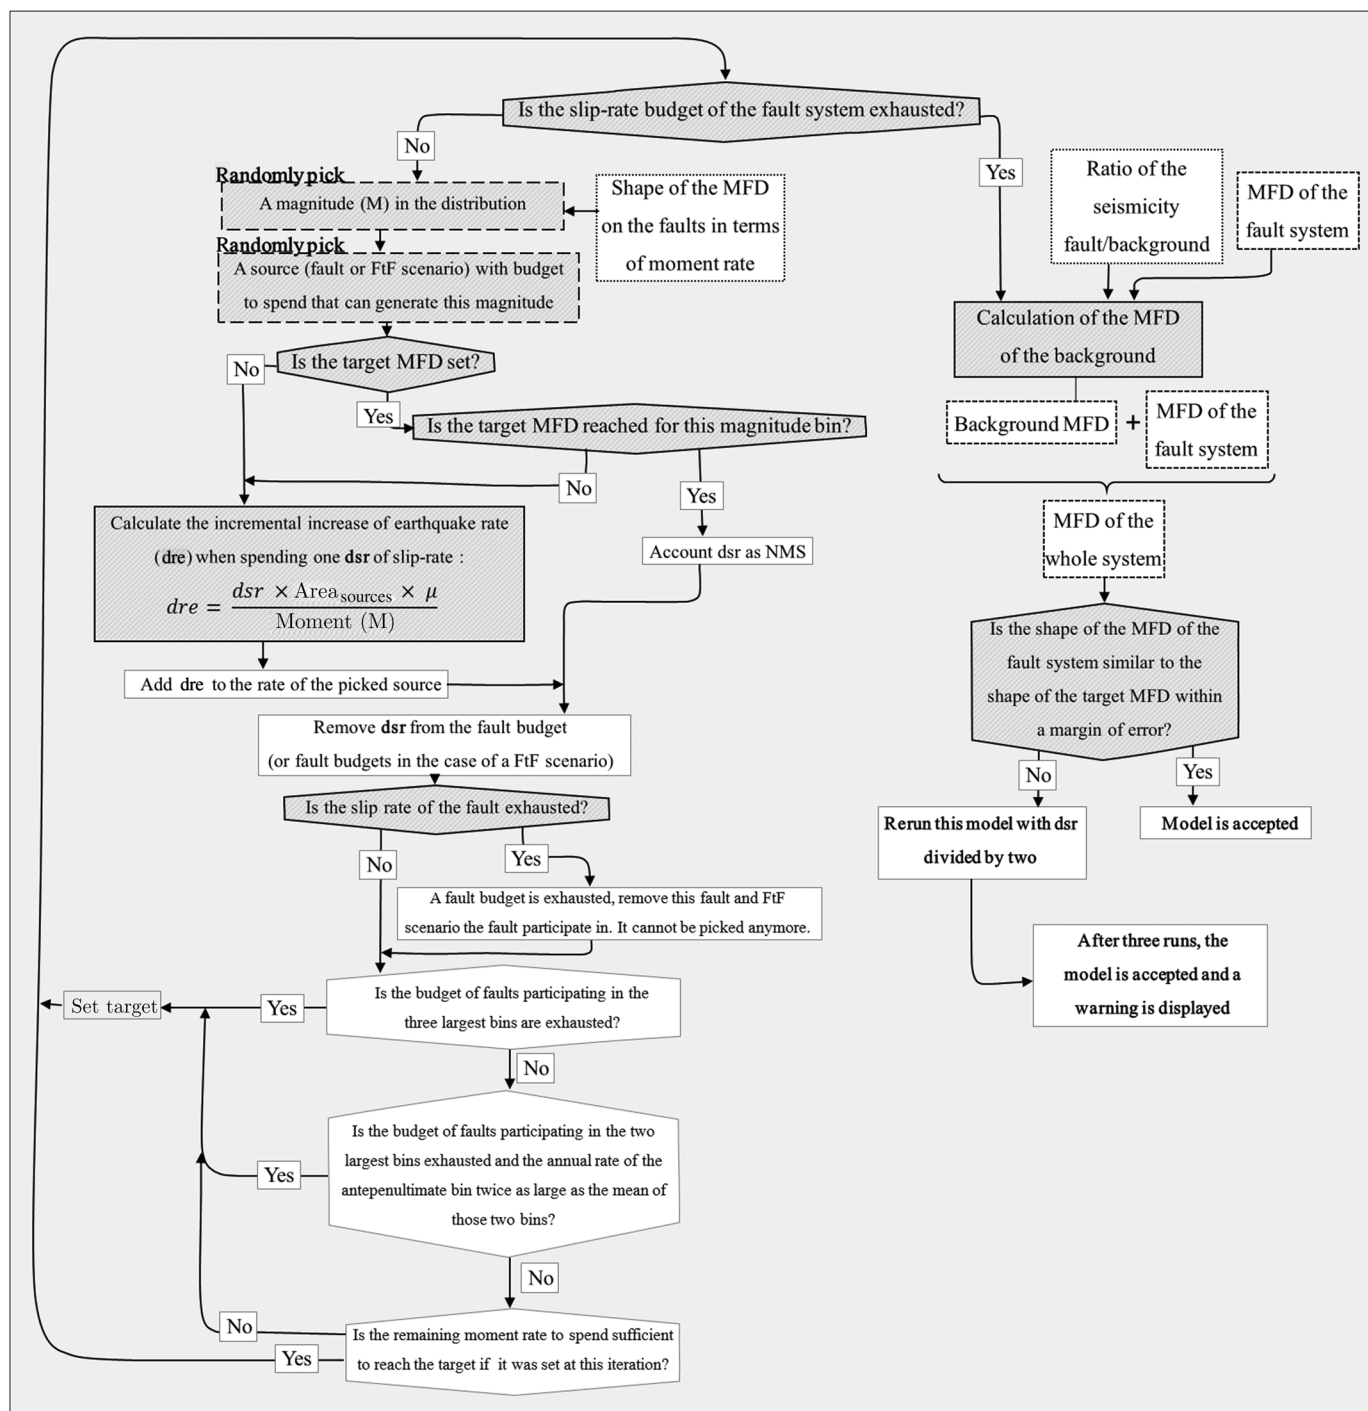 Is the slip-rate budget of the fault system exhausted?
No
Yes
Randomly pick
A magnitude (M) in the distribution
Shape of the MFD
on the faults in terms
of moment rate
Ratio of the
seismicity
fault/background
MFD of the
fault system
Randomly pick
A source (fault or FtF scenario) with budget
to spend that can generate this magnitude
Calculation of the MFD
of the background
Is the target MFD set?
No
Yes
Is the target MFD reached for this magnitude bin?
No
Yes
Background MFD
+
MFD of the
fault system
MFD of the
whole system
Calculate the incremental increase of earthquake rate
(dre) when spending one dsr of slip-rate :
dre = dsr × Area sources × μ
Moment (M)
Account dsr as NMS
Add dre to the rate of the picked source
Remove dsr from the fault budget
(or fault budgets in the case of a FtF scenario)
Is the slip rate of the fault exhausted?
No
Yes
A fault budget is exhausted, remove this fault and FtF
scenario the fault participate in. It cannot be picked anymore.
Is the budget of faults participating in the
three largest bins are exhausted?
Yes
Set target
No
Is the budget of faults participating in the two
largest bins exhausted and the annual rate of the
antepenultimate bin twice as large as the mean of
those two bins?
Yes
No
Is the remaining moment rate to spend sufficient
to reach the target if it was set at this iteration?
No
Yes
Is the shape of the MFD of the
fault system similar to the
shape of the target MFD within
a margin of error?
No
Yes
Rerun this model with dsr
divided by two
Model is accepted
After three runs, the
model is accepted and a
warning is displayed